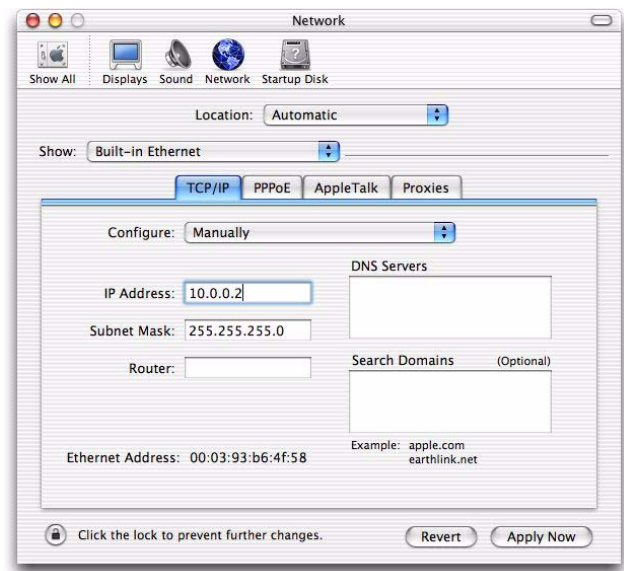 Network
Show All Displays Sound Network Startup Disk
Location: Automatic
Show: Built-in Ethernet
TCP/IP PPPoE AppleTalk Proxies
Configure: Manually
DNS Servers
IP Address: 10.0.0.2
Subnet Mask: 255.255.255.0
Router:
Search Domains (Optional)
Example: apple.com
earthlink.net
Ethernet Address: 00:03:93:b6:4f:58
Click the lock to prevent further changes.
Revert Apply Now